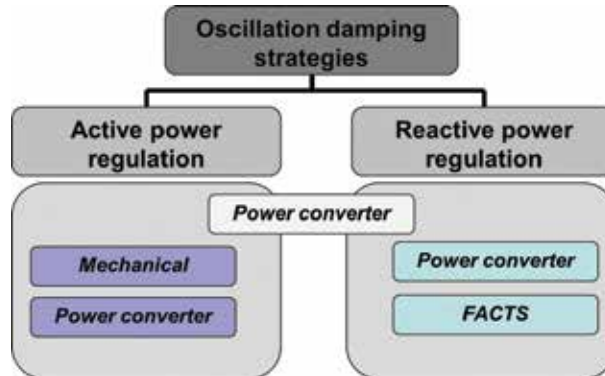 Oscillation damping
strategies
Active power
regulation
Reactive power
regulation
Power converter
Mechanical
Power converter
Power converter
FACTS